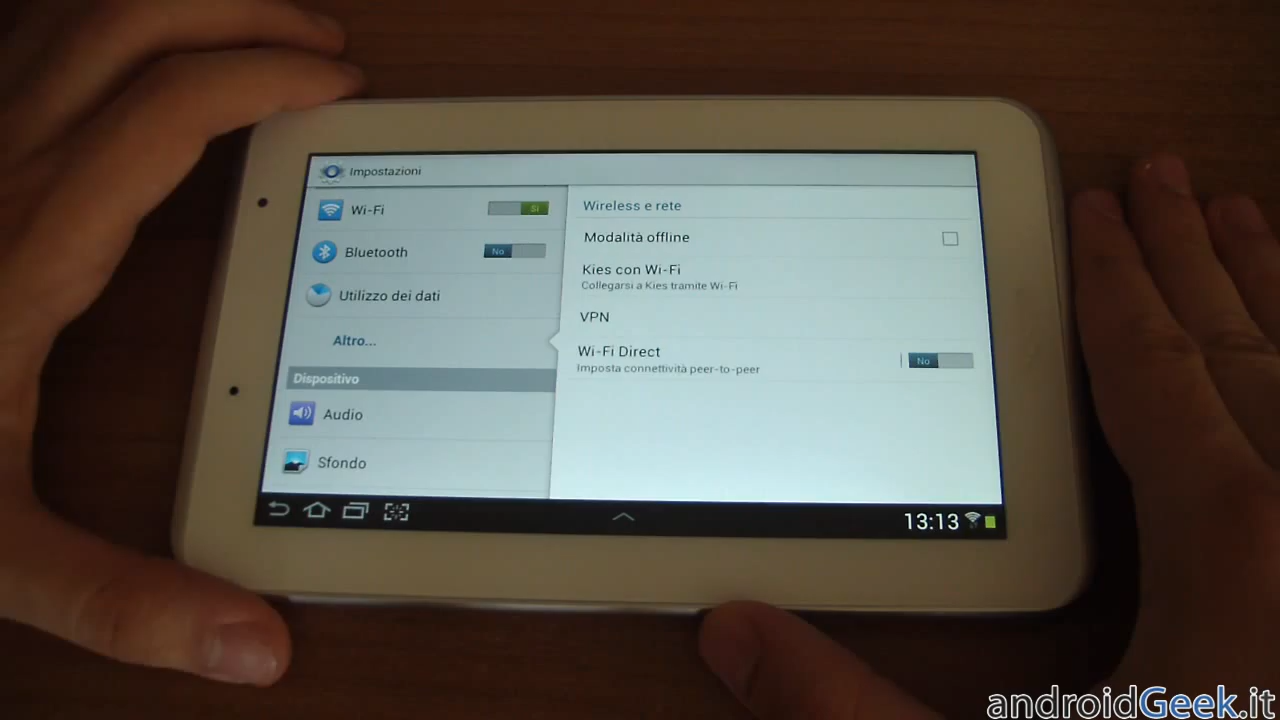 Impostazioni
Wi-Fi
Sì
Bluetooth
No
Utilizzo dei dati
Altro...
Dispositivo
Audio
Sfondo
Wireless e rete
Modalità offline
Kies con Wi-Fi
Collegarsi a Kies tramite Wi-Fi
VPN
Wi-Fi Direct
Imposta connettività peer-to-peer
No
13:13
androidGeek.it